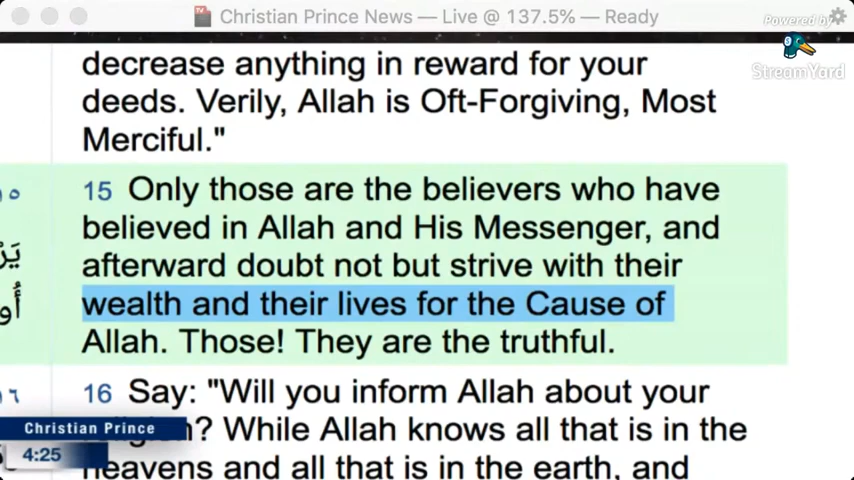 Christian Prince News — Live @ 137.5% — Ready
Powered by
StreamYard
decrease anything in reward for your
deeds. Verily, Allah is Oft-Forgiving, Most
Merciful."
15 Only those are the believers who have
believed in Allah and His Messenger, and
afterward doubt not but strive with their
wealth and their lives for the Cause of
Allah. Those! They are the truthful.
16 Say: "Will you inform Allah about your
? While Allah knows all that is in the
heavens and all that is in the earth, and
Christian Prince
4:25